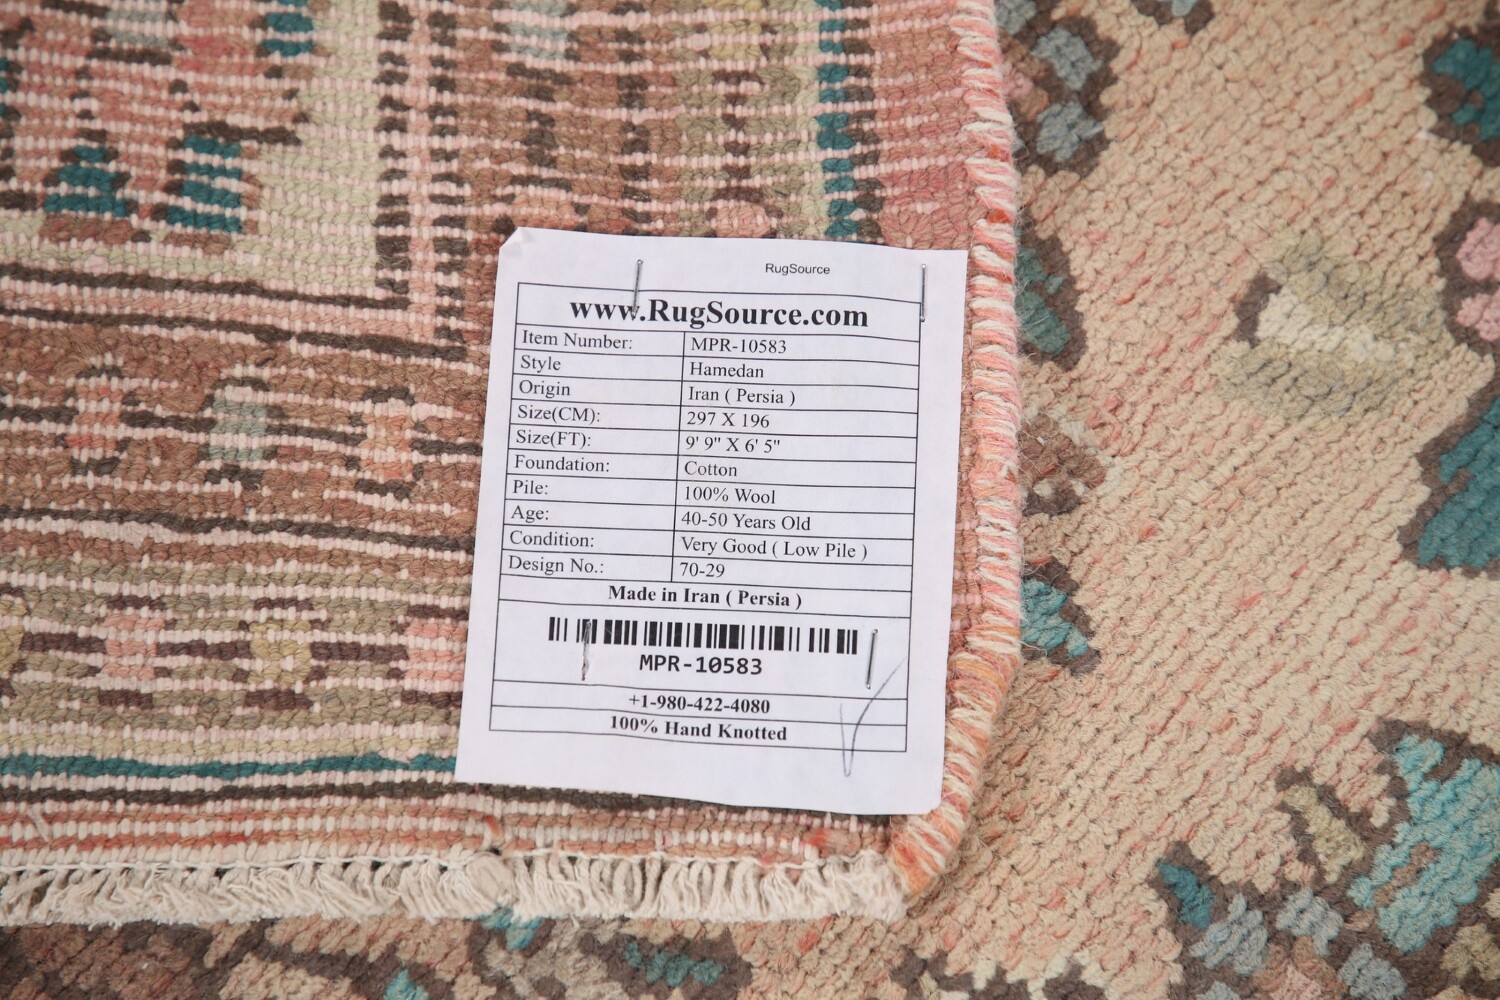 RugSource
www.RugSource.com
Item Number: MPR-10583
Style Hamedan
Origin Iran ( Persia )
Size(CM): 297 X 196
Size(FT): 9' 9" X 6' 5"
Foundation: Cotton
Pile: 100% Wool
Age: 40-50 Years Old
Condition: Very Good ( Low Pile )
Design No.: 70-29
Made in Iran ( Persia )
MPR-10583
+1-980-422-4080
100% Hand Knotted